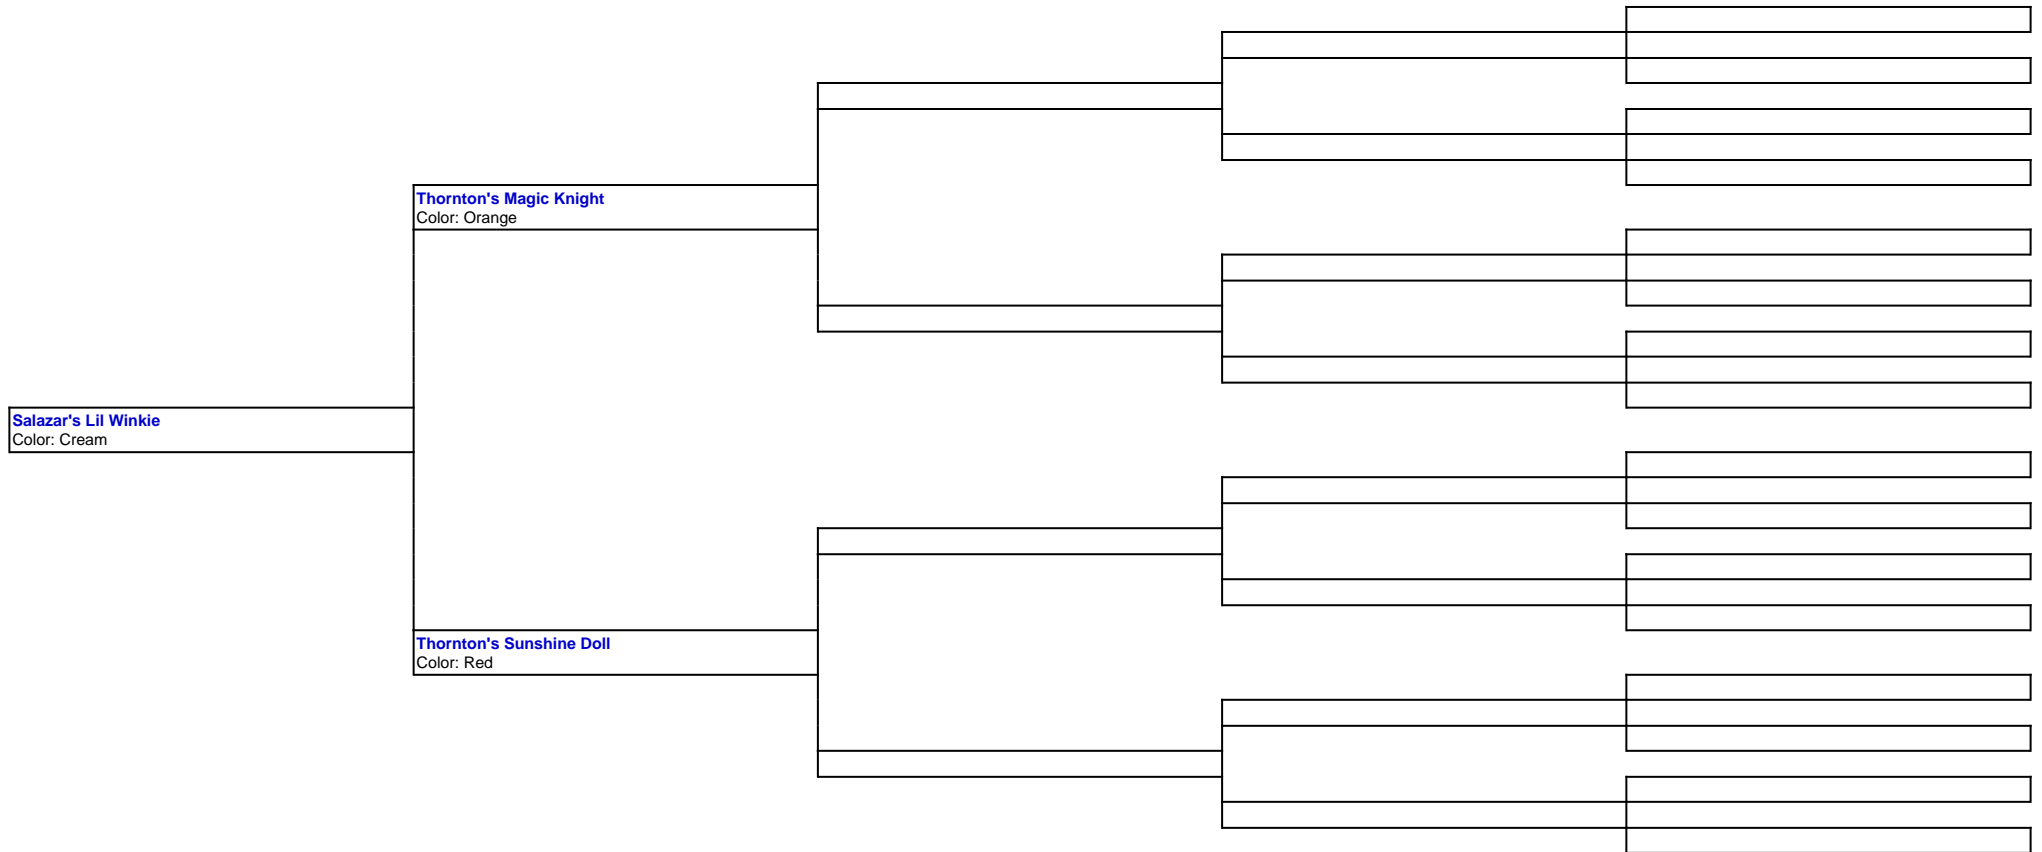 Thornton's Magic Knight
Color: Orange
Salazar's Lil Winkie
Color: Cream
Thornton's Sunshine Doll
Color: Red